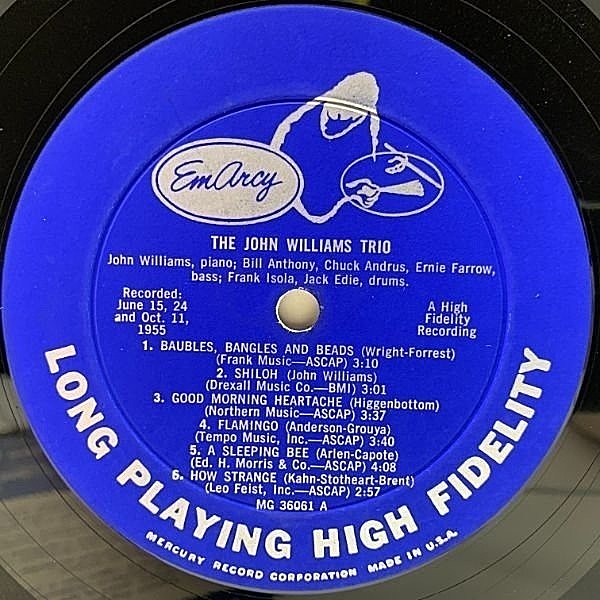 EmArcy
THE JOHN WILLIAMS TRIO
John Williams, piano; Bill Anthony, Chuck Andrus, Ernie Farrow,
bass; Frank Isola, Jack Edie, drums.
Recorded:
June 15, 24
and Oct. 11,
1955
A High
Fidelity
Recording
1. BAUBLES, BANGLES AND BEADS (Wright-Forrest)
(Frank Music—ASCAP) 3:10
2. SHILOH (John Williams)
(Drexall Music Co.—BMI) 3:01
3. GOOD MORNING HEARTACHE (Higgenbottom)
(Northern Music—ASCAP) 3:37
4. FLAMINGO (Anderson-Grouya)
(Tempo Music, Inc.—ASCAP) 3:40
5. A SLEEPING BEE (Arlen-Capote)
(Ed. H. Morris & Co.—ASCAP) 4:08
6. HOW STRANGE (Kahn-Stotheart-Brent)
(Leo Feist, Inc.—ASCAP) 2:57
MG 36061 A
LONG PLAYING HIGH FIDELITY
MERCURY RECORD CORPORATION MADE IN U.S.A.